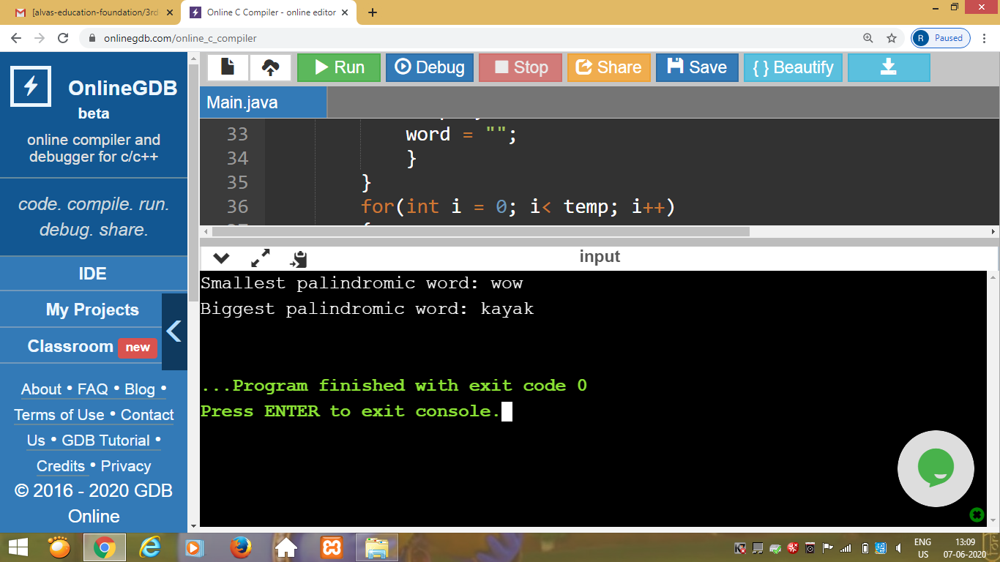 [alvas-education-foundation/3rd
Online C Compiler - online editor
onlinegdb.com/online_c_compiler
R Paused
OnlineGDB
beta
online compiler and
debugger for c/c++
code. compile. run.
debug. share.
IDE
My Projects
Classroom new
About • FAQ • Blog •
Terms of Use • Contact
Us • GDB Tutorial •
Credits • Privacy
© 2016 - 2020 GDB
Online
Run Debug Stop Share Save { } Beautify
Main.java
33 word = "";
34 }
35 }
36 for(int i = 0; i< temp; i++)
input
Smallest palindromic word: wow
Biggest palindromic word: kayak
...Program finished with exit code 0
Press ENTER to exit console.
ENG 13:09
US 07-06-2020